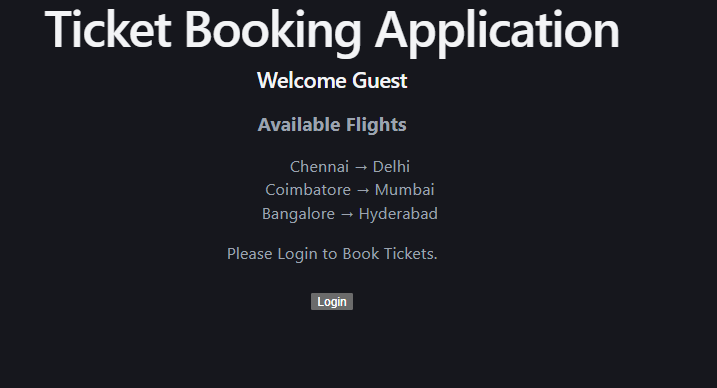 Ticket Booking Application
Welcome Guest
Available Flights
Chennai → Delhi
Coimbatore → Mumbai
Bangalore → Hyderabad
Please Login to Book Tickets.
Login